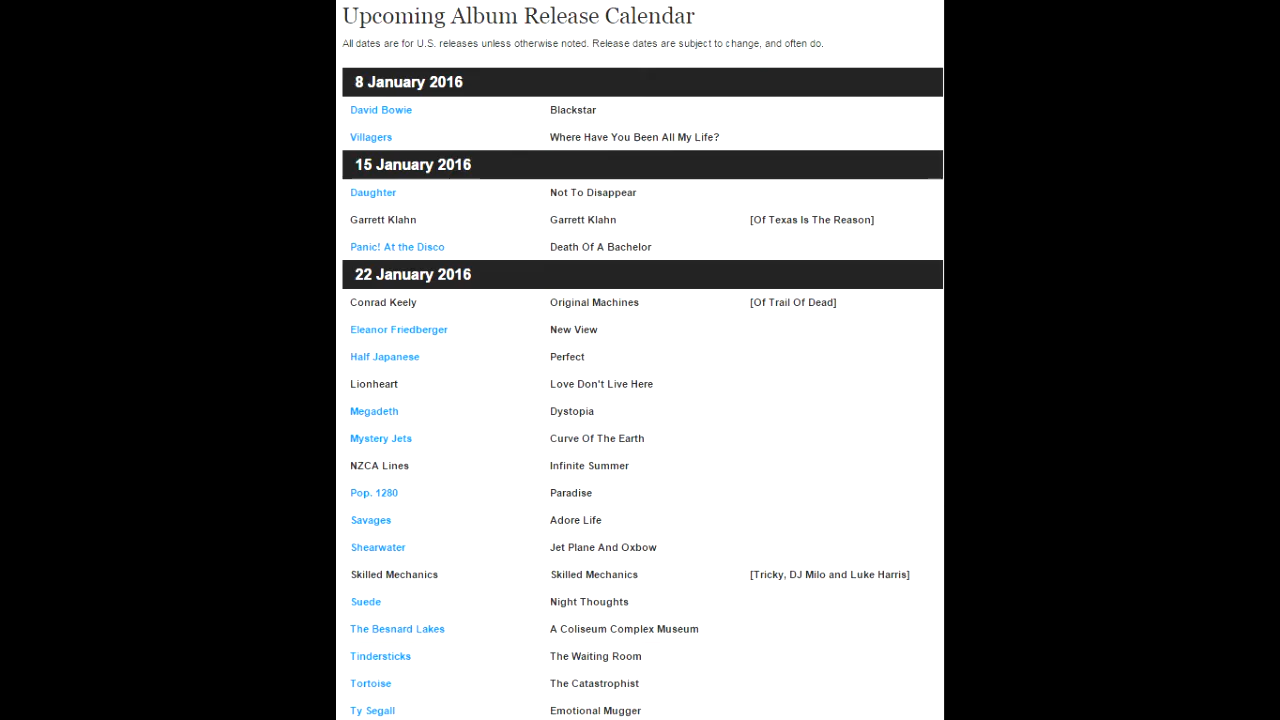 Upcoming Album Release Calendar
All dates are for U.S. releases unless otherwise noted. Release dates are subject to change, and often do.
8 January 2016
David Bowie Blackstar
Villagers Where Have You Been All My Life?
15 January 2016
Daughter Not To Disappear
Garrett Klahn Garrett Klahn [Of Texas Is The Reason]
Panic! At the Disco Death Of A Bachelor
22 January 2016
Conrad Keely Original Machines [Of Trail Of Dead]
Eleanor Friedberger New View
Half Japanese Perfect
Lionheart Love Don't Live Here
Megadeth Dystopia
Mystery Jets Curve Of The Earth
NZCA Lines Infinite Summer
Pop. 1280 Paradise
Savages Adore Life
Shearwater Jet Plane And Oxbow
Skilled Mechanics Skilled Mechanics [Tricky, DJ Milo and Luke Harris]
Suede Night Thoughts
The Besnard Lakes A Coliseum Complex Museum
Tindersticks The Waiting Room
Tortoise The Catastrophist
Ty Segall Emotional Mugger